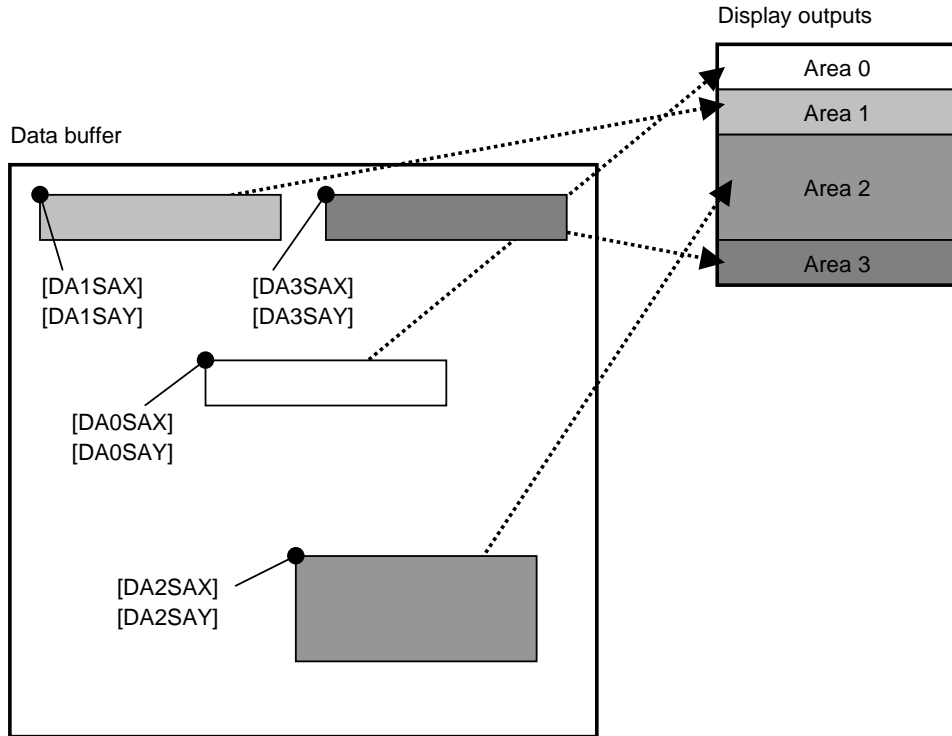 Display outputs
Area 0
Area 1
Area 2
Area 3
Data buffer
[DA1SAX]
[DA1SAY]
[DA3SAX]
[DA3SAY]
[DA0SAX]
[DA0SAY]
[DA2SAX]
[DA2SAY]